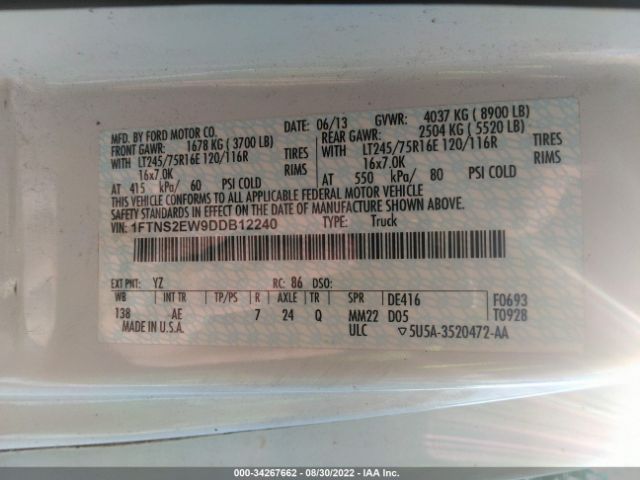 MFD. BY FORD MOTOR CO. DATE: 06/13 GVWR: 4037 KG ( 8900 LB)
FRONT GAWR: 1678 KG ( 3700 LB) REAR GAWR: 2504 KG ( 5520 LB)
WITH LT245/75R16E 120/116R TIRES WITH LT245/75R16E 120/116R TIRES
16x7.0K RIMS 16x7.0K RIMS
AT 415 kPa/ 60 PSI COLD AT 550 kPa/ 80 PSI COLD
THIS VEHICLE CONFORMS TO ALL APPLICABLE FEDERAL MOTOR VEHICLE
SAFETY STANDARDS IN EFFECT ON THE DATE OF MANUFACTURE SHOWN ABOVE.
VIN: 1FTNS2EW9DDB12240 TYPE: Truck
EXT PNT: YZ RC: 86 DSO:
WB INT TR TP/PS R AXLE TR SPR DE416 F0693
138 AE 7 24 Q MM22 D05 T0928
MADE IN U.S.A. ULC ▽5U5A-3520472-AA
000-34267662 - 08/30/2022 - IAA Inc.